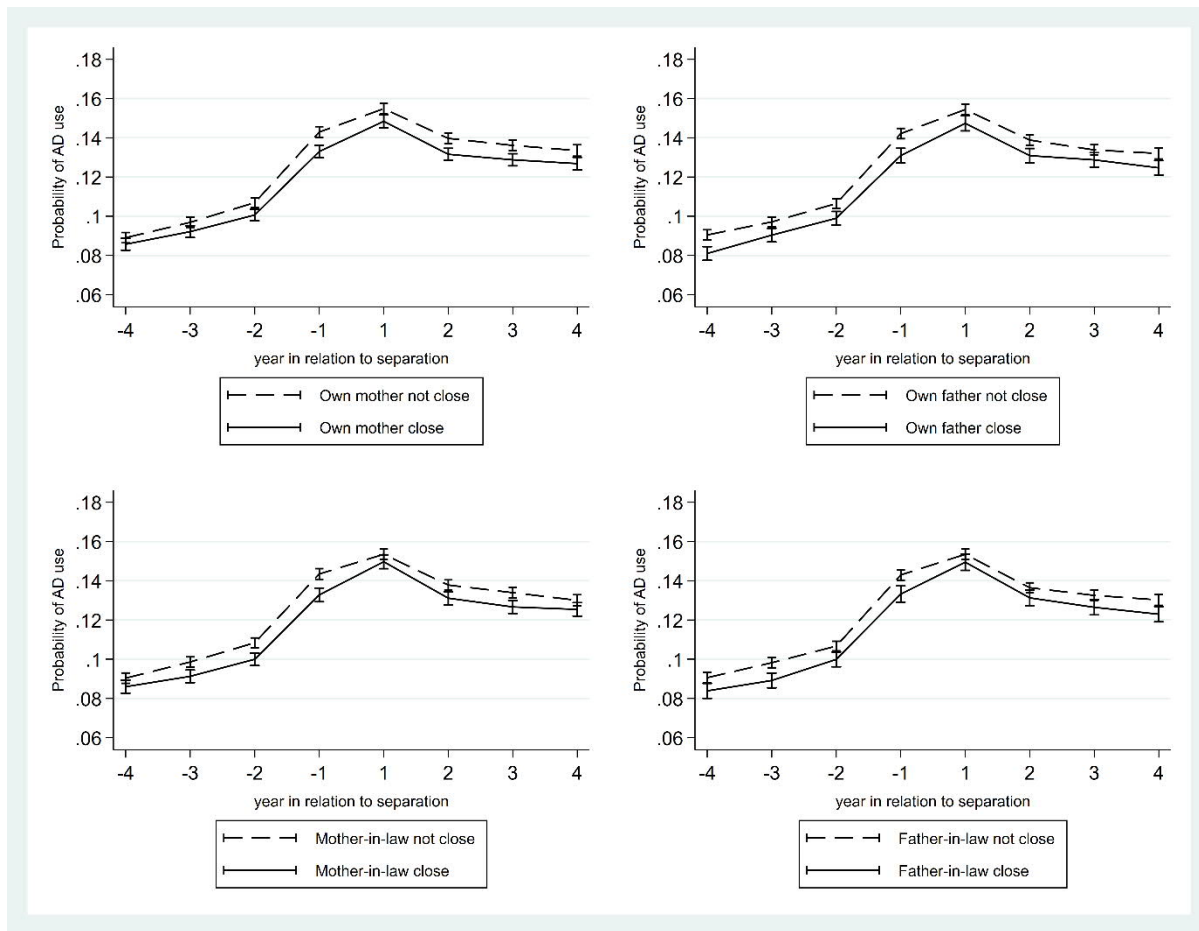 .18
.16
.14
.12
.1
.08
.06
Probability of AD use
-4 -3 -2 -1 1 2 3 4
year in relation to separation
Own mother not close
Own mother close
.18
.16
.14
.12
.1
.08
.06
Probability of AD use
-4 -3 -2 -1 1 2 3 4
year in relation to separation
Own father not close
Own father close
.18
.16
.14
.12
.1
.08
.06
Probability of AD use
-4 -3 -2 -1 1 2 3 4
year in relation to separation
Mother-in-law not close
Mother-in-law close
.18
.16
.14
.12
.1
.08
.06
Probability of AD use
-4 -3 -2 -1 1 2 3 4
year in relation to separation
Father-in-law not close
Father-in-law close